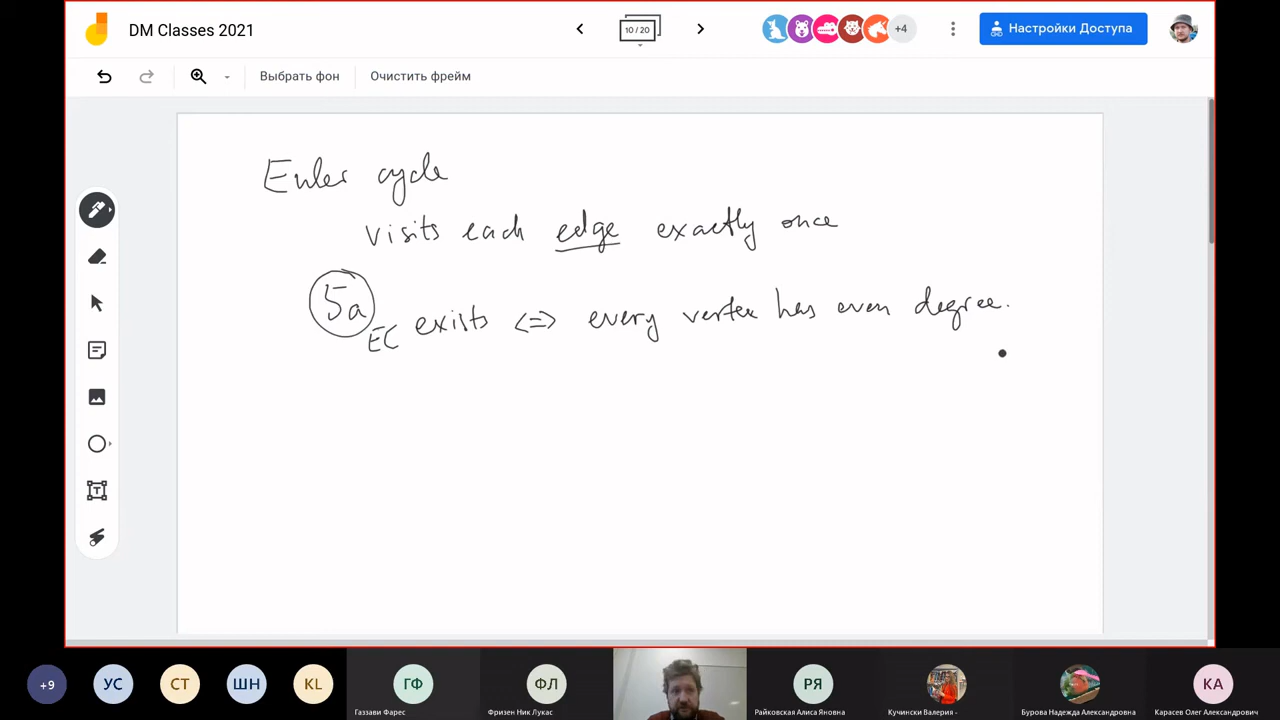 DM Classes 2021
10 / 20
+4
Настройки Доступа
Выбрать фон
Очистить фрейм
Euler cycle
visits each edge exactly once
5a
EC exists <=> every vertex has even degree.
+9
УС
СТ
ШН
KL
ГФ
Газзави Фарес
ФЛ
Фризен Ник Лукас
РЯ
Райковская Алиса Яновна
Кучински Валерия -
Бурова Надежда Александровна
КА
Карасев Олег Александрович